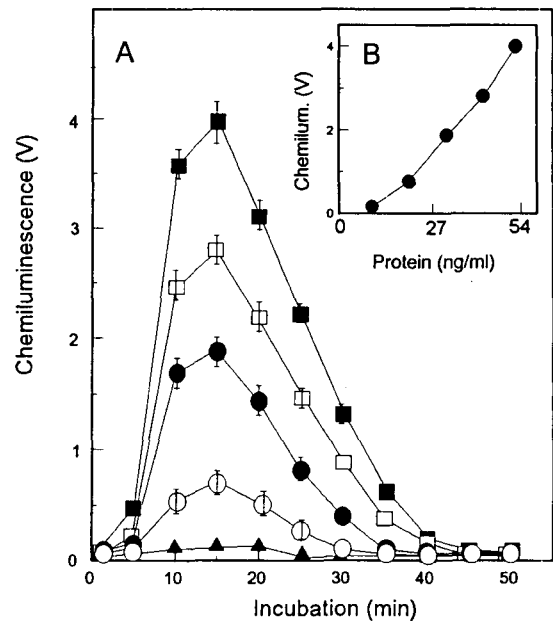 A
B
Chemiluminescence (V)
4
3
2
1
0
0 10 20 30 40 50
Incubation (min)
Chemilum. (V)
4
2
0
0 27 54
Protein (ng/ml)